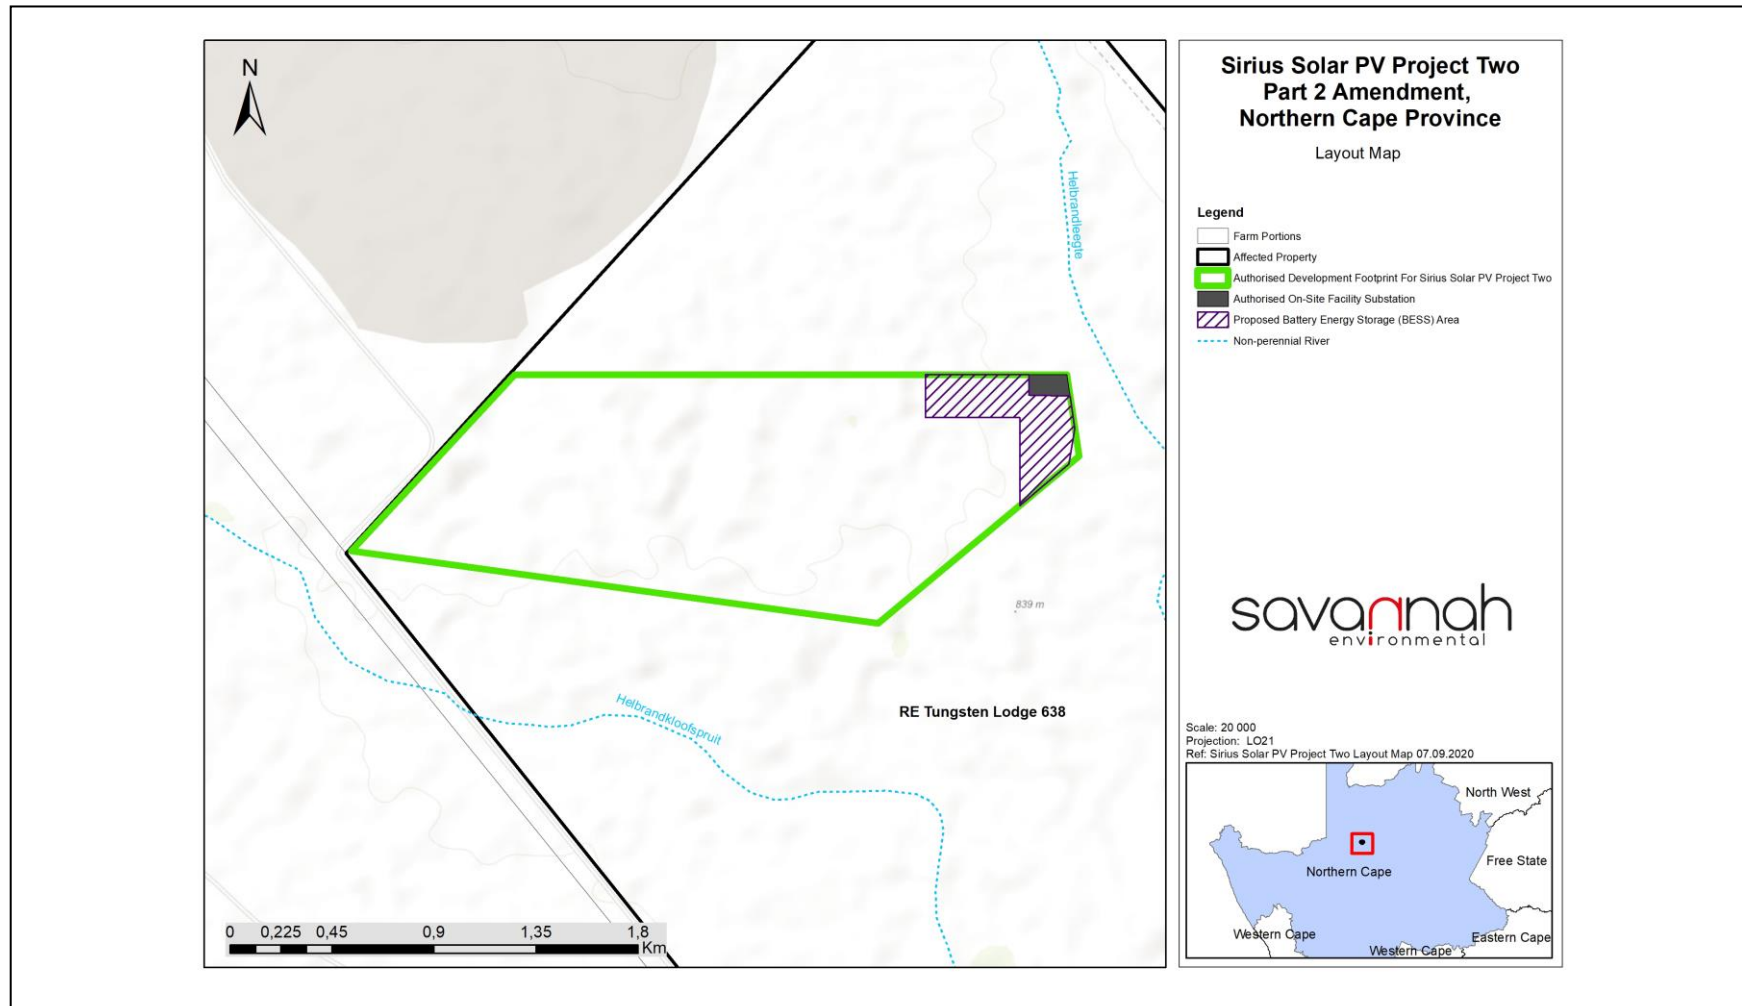 N
Helbrandleegte
839 m
RE Tungsten Lodge 638
Helbrandkloofspruit
0 0,225 0,45 0,9 1,35 1,8
Km
Sirius Solar PV Project Two
Part 2 Amendment,
Northern Cape Province
Layout Map
Legend
Farm Portions
Affected Property
Authorised Development Footprint For Sirius Solar PV Project Two
Authorised On-Site Facility Substation
Proposed Battery Energy Storage (BESS) Area
Non-perennial River
savannah
environmental
Scale: 20 000
Projection: LO21
Ref: Sirius Solar PV Project Two Layout Map 07.09.2020
North West
Free State
Northern Cape
Western Cape
Eastern Cape
Western Cape